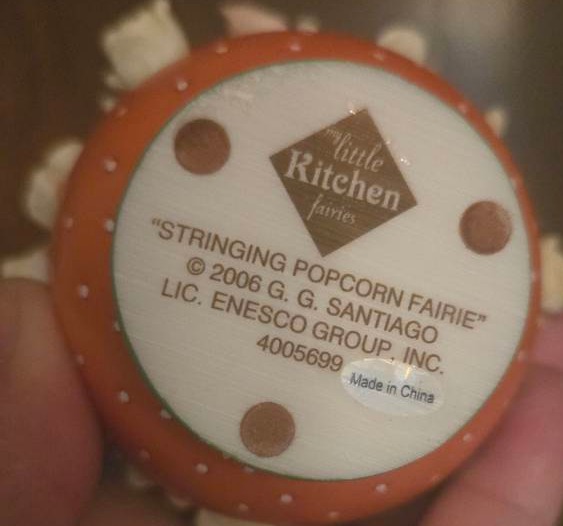 my
little
Kitchen
fairies
"STRINGING POPCORN FAIRIE"
© 2006 G. G. SANTIAGO
LIC. ENESCO GROUP, INC.
4005699
Made in China